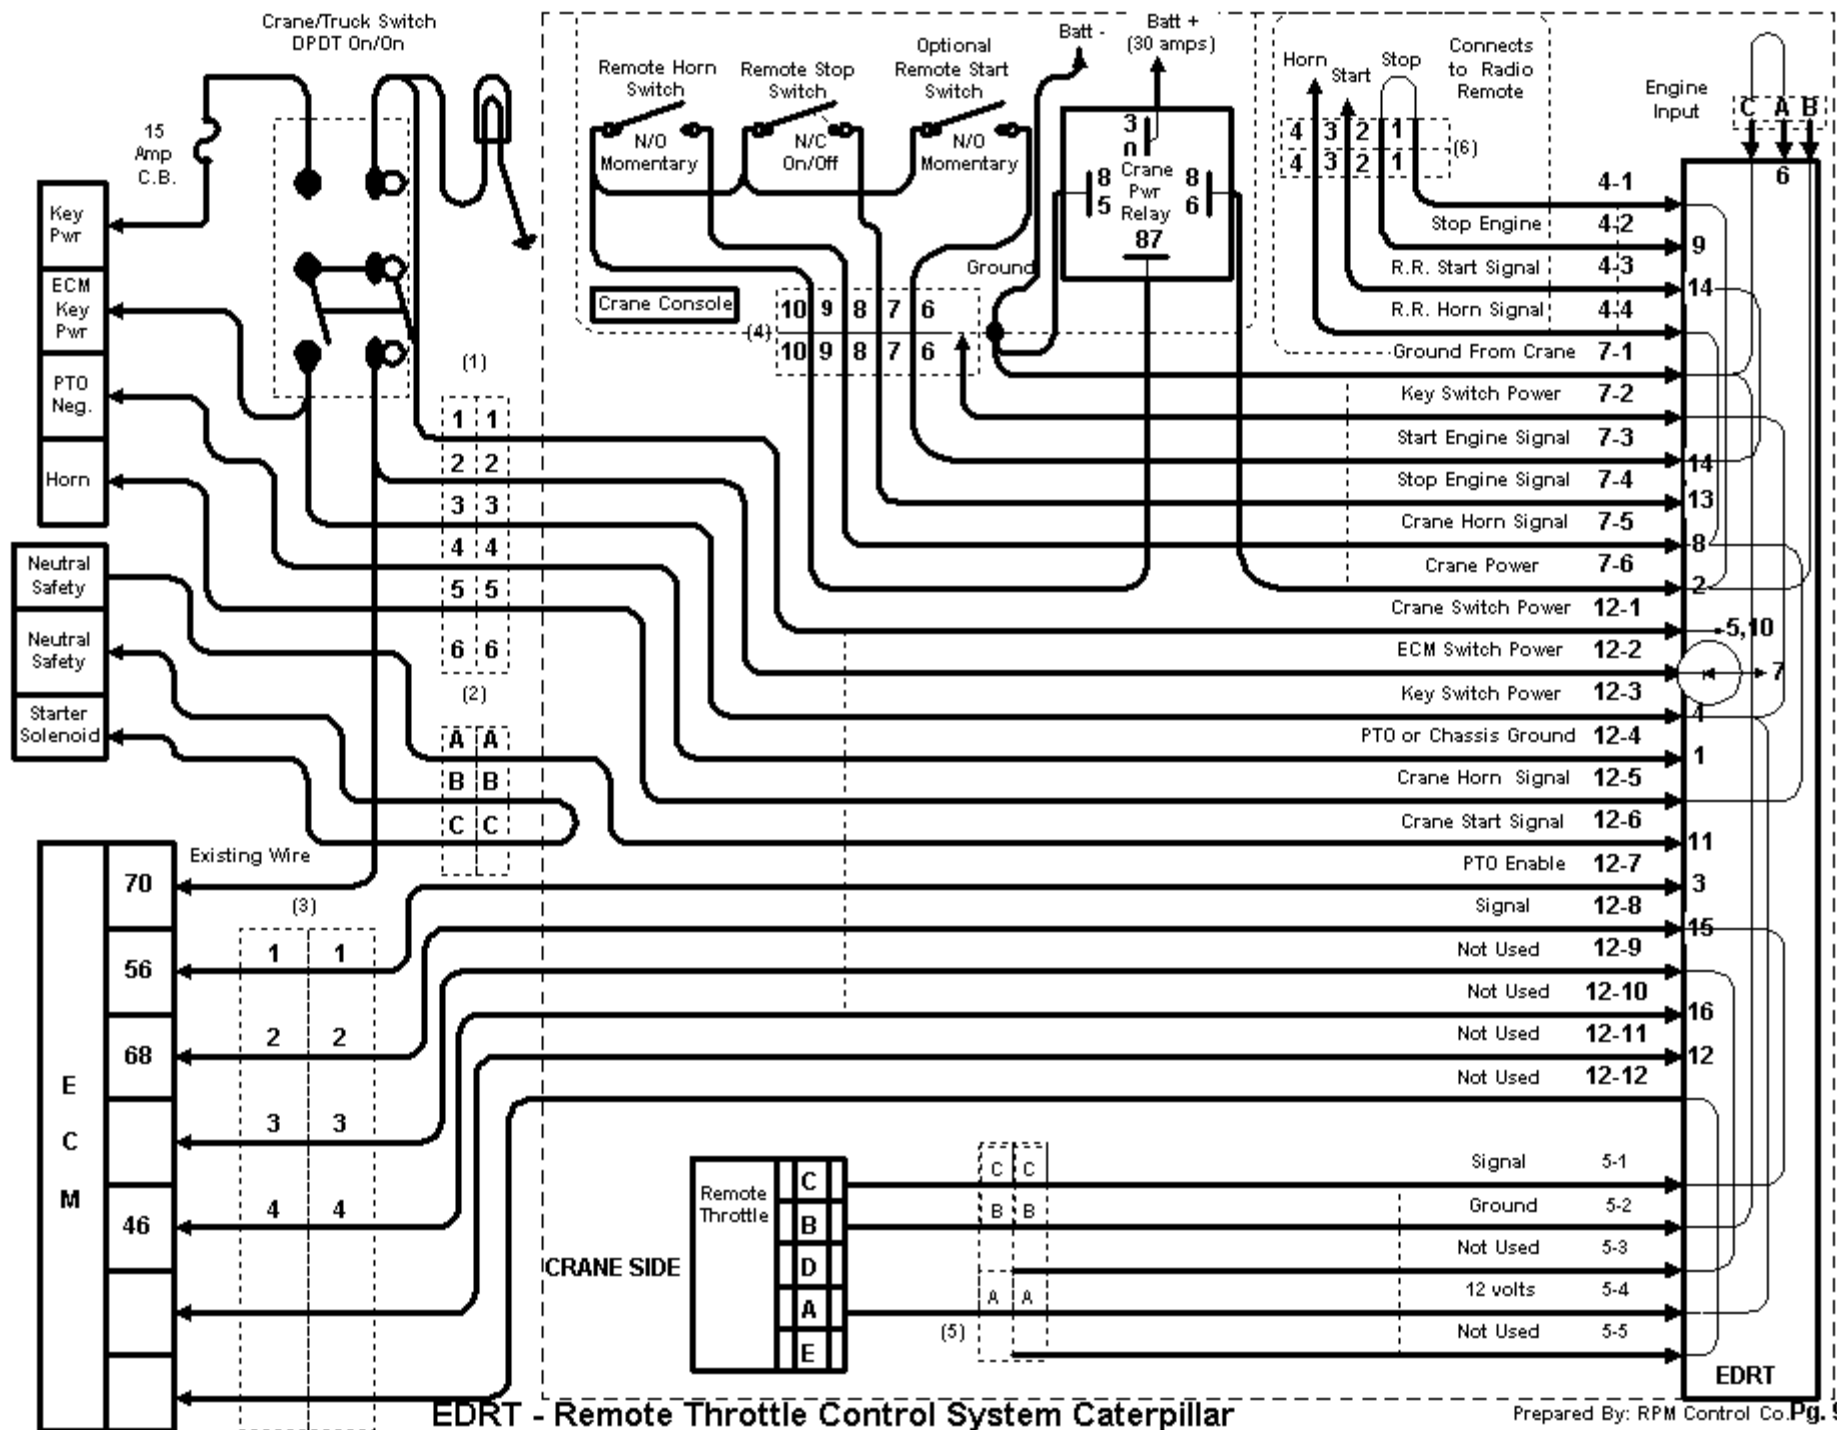 Crane/Truck Switch
DPDT On/On
15
Amp
C.B.
Key
Pwr
ECM
Key
Pwr
PTO
Neg.
Horn
Neutral
Safety
Neutral
Safety
Starter
Solenoid
E
C
M
70
56
68
46
Existing Wire
(1)
1 1
2 2
3 3
4 4
5 5
6 6
(2)
A A
B B
C C
(3)
1 1
2 2
3 3
4 4
Remote Horn
Switch
N/O
Momentary
Remote Stop
Switch
N/C
On/Off
Optional
Remote Start
Switch
N/O
Momentary
Batt -
Batt +
(30 amps)
3
0
8
5
Crane
Pwr
Relay
8
6
87
Ground
Crane Console
(4)
10 9 8 7 6
10 9 8 7 6
Horn
Start
Stop
Connects
to Radio
Remote
4 3 2 1
4 3 2 1
(6)
Engine
Input
C A B
6
4-1
Stop Engine 4-2
9
R.R. Start Signal 4-3
14
R.R. Horn Signal 4-4
Ground From Crane 7-1
Key Switch Power 7-2
Start Engine Signal 7-3
14
Stop Engine Signal 7-4
13
Crane Horn Signal 7-5
8
Crane Power 7-6
2
Crane Switch Power 12-1
5,10
ECM Switch Power 12-2
7
Key Switch Power 12-3
4
PTO or Chassis Ground 12-4
1
Crane Horn Signal 12-5
Crane Start Signal 12-6
11
PTO Enable 12-7
3
Signal 12-8
15
Not Used 12-9
Not Used 12-10
16
Not Used 12-11
12
Not Used 12-12
CRANE SIDE
Remote
Throttle
C
B
D
A
E
(5)
C C
B B
A A
Signal 5-1
Ground 5-2
Not Used 5-3
12 volts 5-4
Not Used 5-5
EDRT
EDRT - Remote Throttle Control System Caterpillar
Prepared By: RPM Control Co. Pg. 9